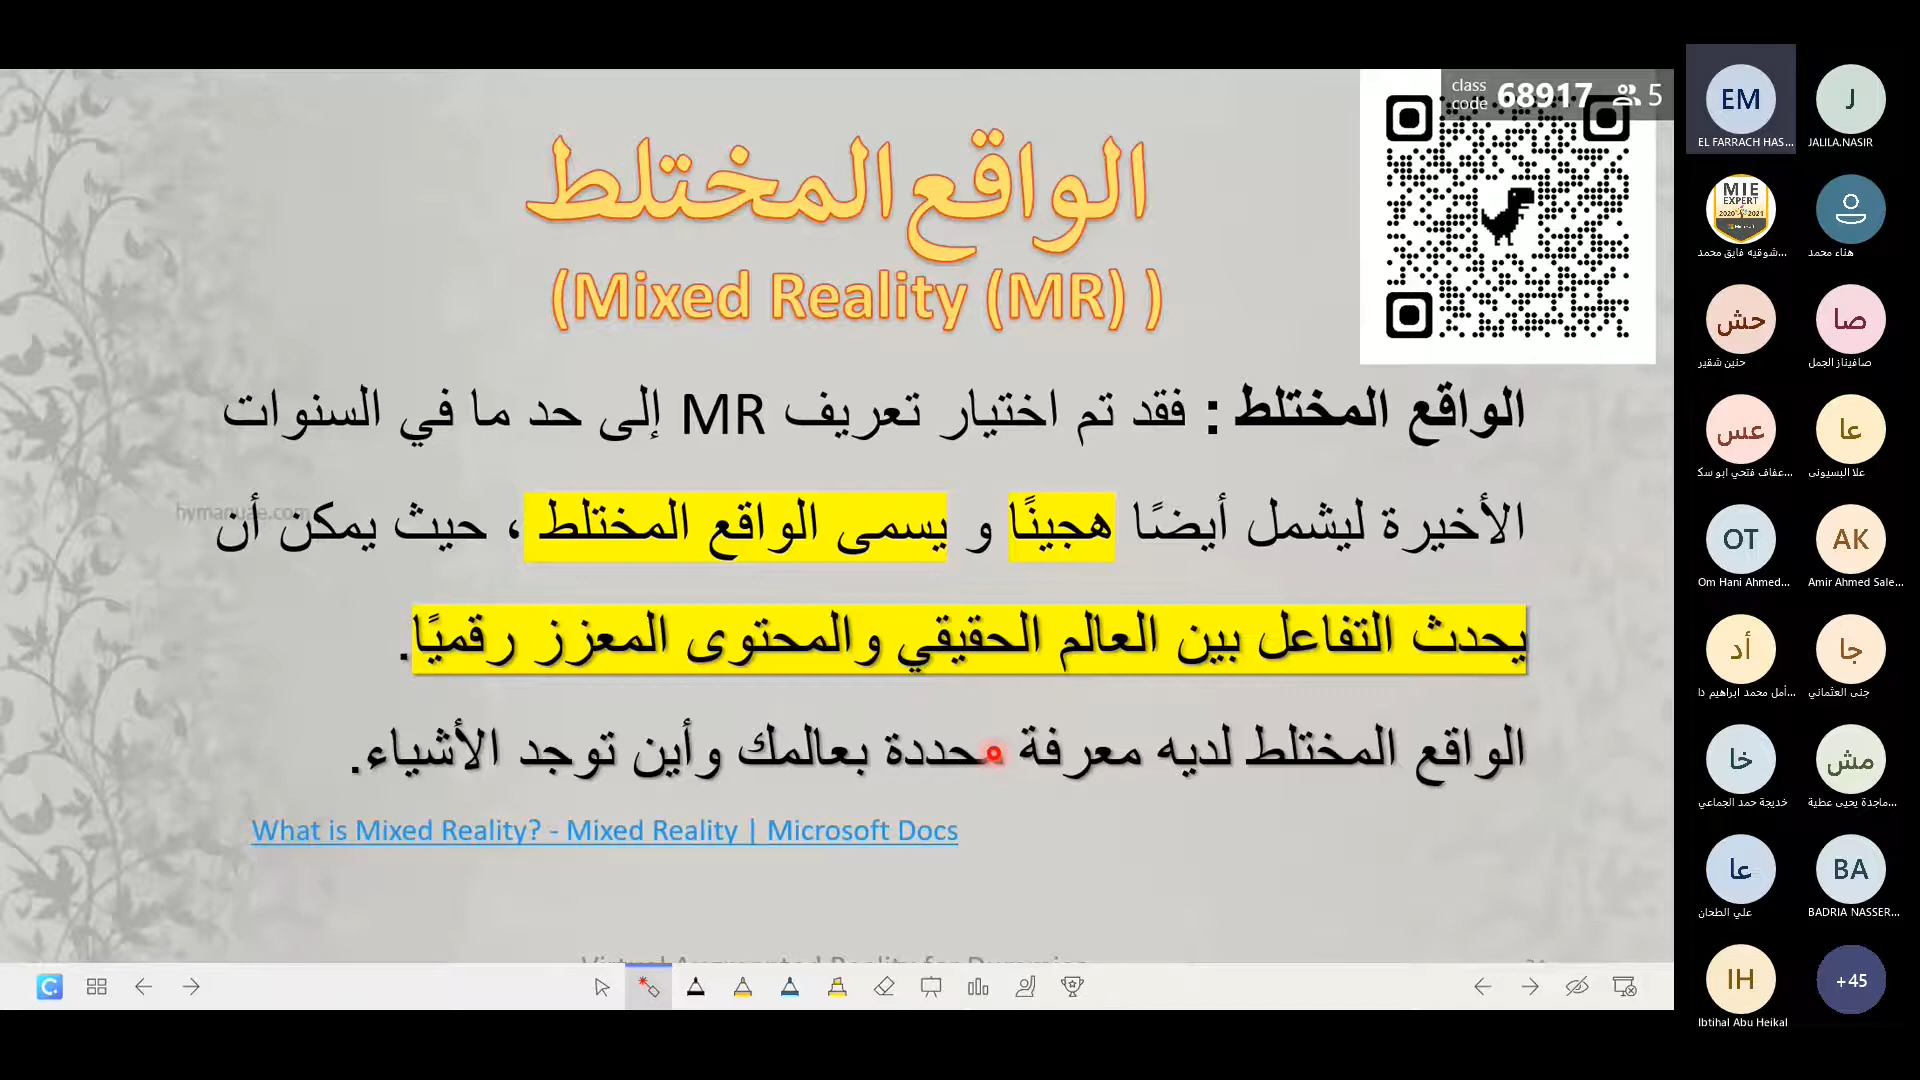 class code 68917 5
الواقع المختلط
(Mixed Reality (MR) )
الواقع المختلط : فقد تم اختيار تعريف MR إلى حد ما في السنوات
الأخيرة ليشمل أيضًا هجينًا و يسمى الواقع المختلط ، حيث يمكن أن
يحدث التفاعل بين العالم الحقيقي والمحتوى المعزز رقميًا.
الواقع المختلط لديه معرفة محددة بعالمك وأين توجد الأشياء.
What is Mixed Reality? - Mixed Reality | Microsoft Docs
EM
EL FARRACH HAS...
J
JALILA.NASIR
MIE
EXPERT
2020 2021
Microsoft
شوقيه فايق محمد...
هناء محمد
حش
حنين شقير
صا
صافيناز الجمل
عس
عفاف فتحي ابو سك...
عا
علا البسيونى
OT
Om Hani Ahmed...
AK
Amir Ahmed Sale...
أد
أمل محمد ابراهيم دا...
جا
جنى العثماني
خا
خديجة حمد الجماعي
مش
ماجدة يحيى عطية...
عا
علي الطحان
BA
BADRIA NASSER...
IH
Ibtihal Abu Heikal
+45